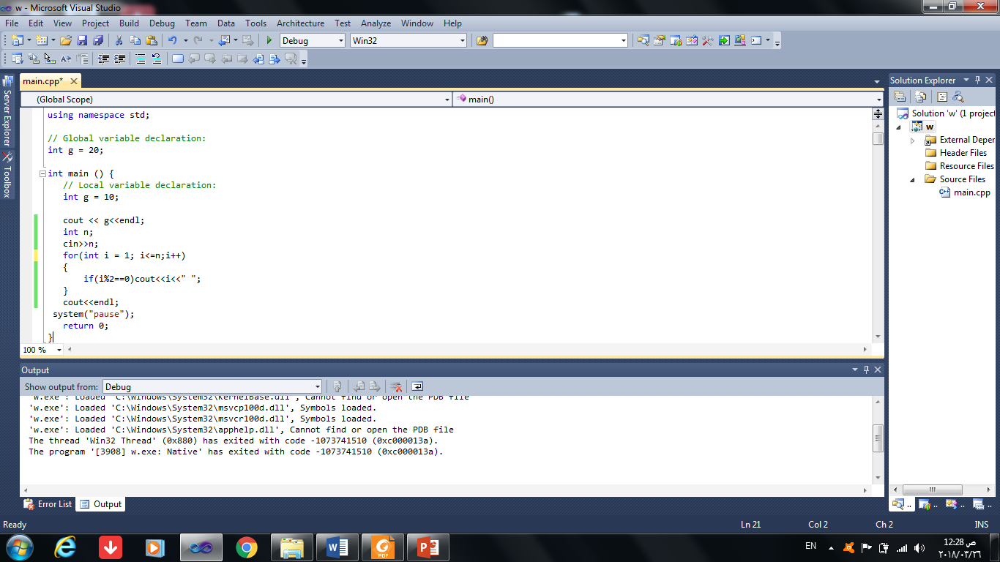 w - Microsoft Visual Studio
File Edit View Project Build Debug Team Data Tools Architecture Test Analyze Window Help
Debug Win32
main.cpp*
(Global Scope) main()
Server Explorer
Toolbox
using namespace std;
// Global variable declaration:
int g = 20;
int main () {
// Local variable declaration:
int g = 10;
cout << g<<endl;
int n;
cin>>n;
for(int i = 1; i<=n;i++)
{
if(i%2==0)cout<<i<<" ";
}
cout<<endl;
system("pause");
return 0;
}
100 %
Solution Explorer
Solution 'w' (1 project
w
External Deper
Header Files
Resource Files
Source Files
main.cpp
Output
Show output from: Debug
'w.exe': Loaded 'C:\Windows\System32\KernelBase.dll', Cannot find or open the PDB file
'w.exe': Loaded 'C:\Windows\System32\msvcp100d.dll', Symbols loaded.
'w.exe': Loaded 'C:\Windows\System32\msvcr100d.dll', Symbols loaded.
'w.exe': Loaded 'C:\Windows\System32\apphelp.dll', Cannot find or open the PDB file
The thread 'Win32 Thread' (0x880) has exited with code -1073741510 (0xc000013a).
The program '[3908] w.exe: Native' has exited with code -1073741510 (0xc000013a).
Error List Output
Ready Ln 21 Col 2 Ch 2 INS
EN
12:28 ص
٢٠١٨/٠٣/٢٦